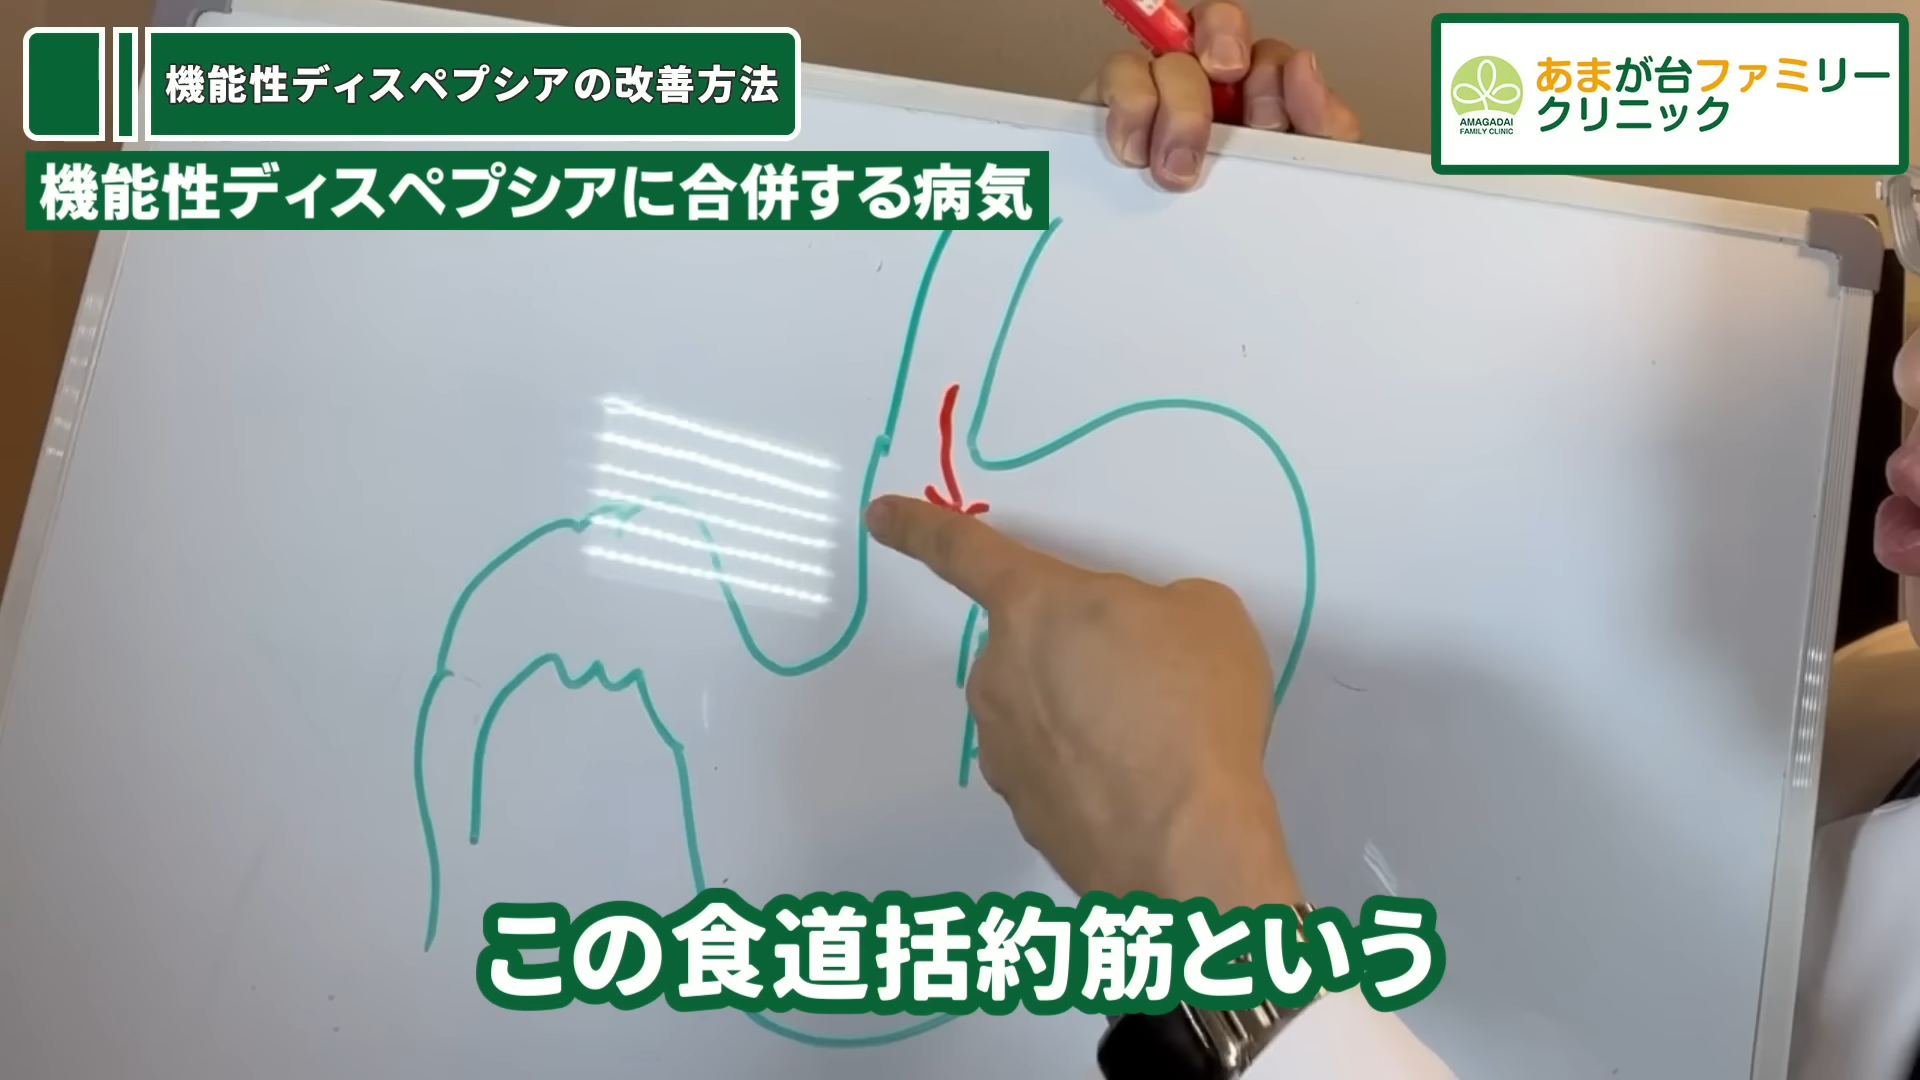 機能性ディスペプシアの改善方法
機能性ディスペプシアに合併する病気
あまが台ファミリー
クリニック
AMAGADAI
FAMILY CLINIC
この食道括約筋という